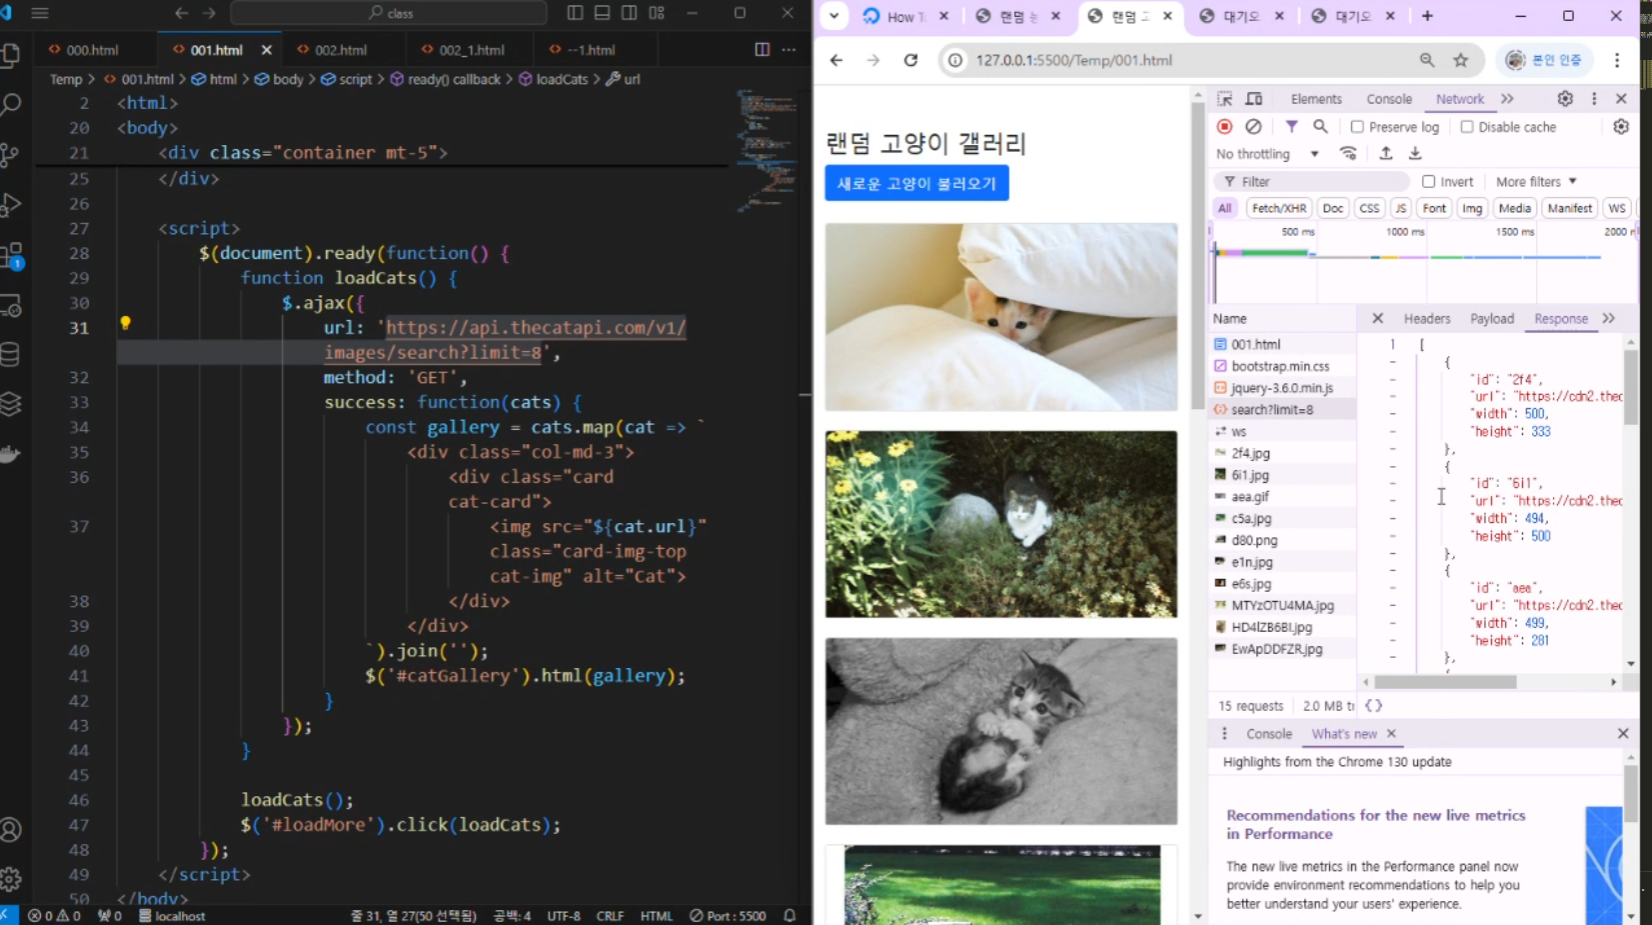 class
000.html
001.html
002.html
002_1.html
--1.html
Temp > 001.html > html > body > script > ready() callback > loadCats > url
2 <html>
20 <body>
21 <div class="container mt-5">
25 </div>
26
27 <script>
28 $(document).ready(function() {
29 function loadCats() {
30 $.ajax({
31 url: 'https://api.thecatapi.com/v1/
images/search?limit=8',
32 method: 'GET',
33 success: function(cats) {
34 const gallery = cats.map(cat => `
35 <div class="col-md-3">
36 <div class="card
cat-card">
37 <img src="${cat.url}"
class="card-img-top
cat-img" alt="Cat">
38 </div>
39 </div>
40 `).join('');
41 $('#catGallery').html(gallery);
42 }
43 });
44 }
45
46 loadCats();
47 $('#loadMore').click(loadCats);
48 });
49 </script>
50 </body>
1
0 0 0 localhost
줄 31, 열 27(50 선택됨) 공백: 4 UTF-8 CRLF HTML Port : 5500
How T
랜덤
랜덤 고
대기오
대기오
127.0.0.1:5500/Temp/001.html
본인 인증
랜덤 고양이 갤러리
새로운 고양이 불러오기
Elements Console Network
Preserve log Disable cache
No throttling
Filter Invert More filters
All Fetch/XHR Doc CSS JS Font Img Media Manifest WS
500 ms 1000 ms 1500 ms 2000 m
Name
001.html
bootstrap.min.css
jquery-3.6.0.min.js
search?limit=8
ws
2f4.jpg
6i1.jpg
aea.gif
c5a.jpg
d80.png
e1n.jpg
e6s.jpg
MTYzOTU4MA.jpg
HD4lZB6BI.jpg
EwApDDFZR.jpg
15 requests 2.0 MB tr
Headers Payload Response
1 [
- {
- "id": "2f4",
- "url": "https://cdn2.thec
- "width": 500,
- "height": 333
- },
- {
- "id": "6i1",
- "url": "https://cdn2.thec
- "width": 494,
- "height": 500
- },
- {
- "id": "aea",
- "url": "https://cdn2.thec
- "width": 499,
- "height": 281
- },
- {
{}
Console What's new
Highlights from the Chrome 130 update
Recommendations for the new live metrics
in Performance
The new live metrics in the Performance panel now
provide environment recommendations to help you
better understand your users' experience.